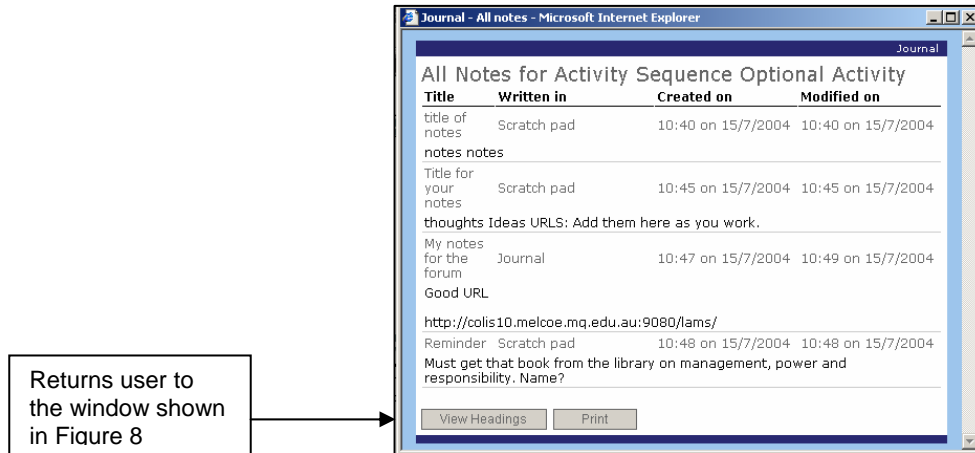 Journal - All notes - Microsoft Internet Explorer
Journal
All Notes for Activity Sequence Optional Activity
Title Written in Created on Modified on
title of
notes Scratch pad 10:40 on 15/7/2004 10:40 on 15/7/2004
notes notes
Title for
your Scratch pad 10:45 on 15/7/2004 10:45 on 15/7/2004
notes
thoughts Ideas URLS: Add them here as you work.
My notes
for the Journal 10:47 on 15/7/2004 10:49 on 15/7/2004
forum
Good URL
http://colis10.melcoe.mq.edu.au:9080/lams/
Reminder Scratch pad 10:48 on 15/7/2004 10:48 on 15/7/2004
Must get that book from the library on management, power and
responsibility. Name?
View Headings Print
Returns user to
the window shown
in Figure 8